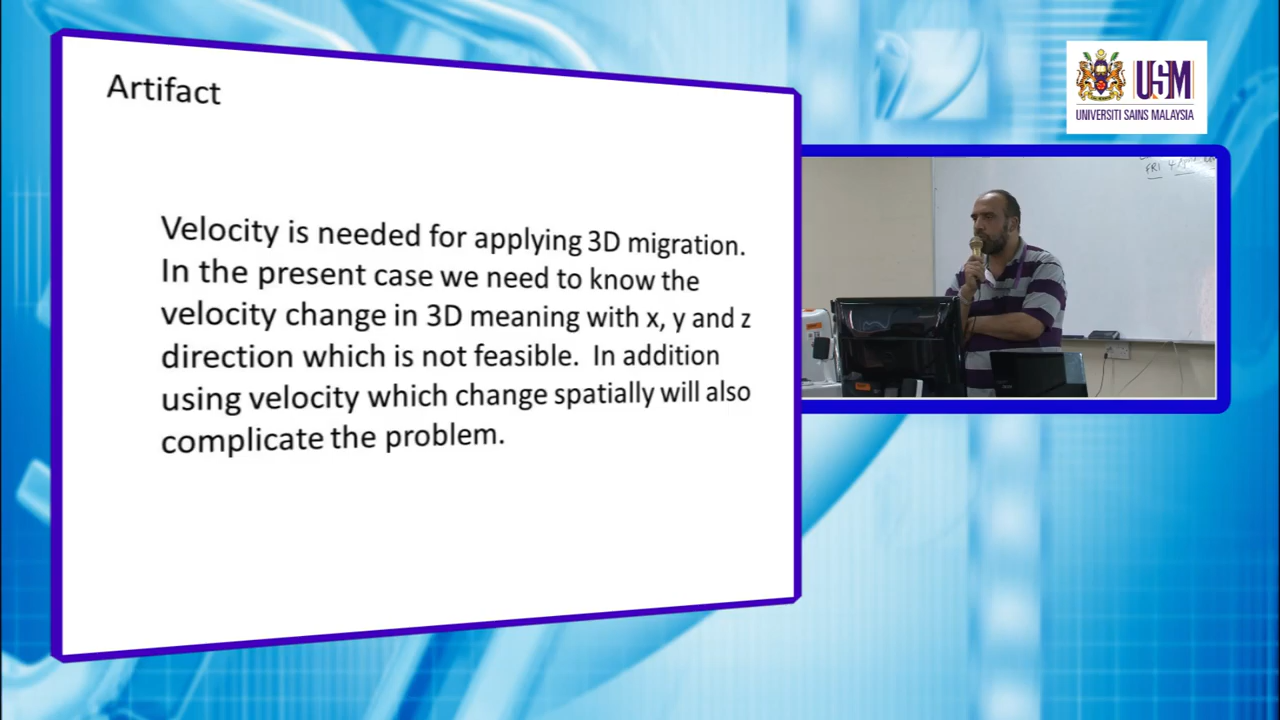 Artifact
Velocity is needed for applying 3D migration.
In the present case we need to know the
velocity change in 3D meaning with x, y and z
direction which is not feasible. In addition
using velocity which change spatially will also
complicate the problem.
USM
UNIVERSITI SAINS MALAYSIA
FRI 4